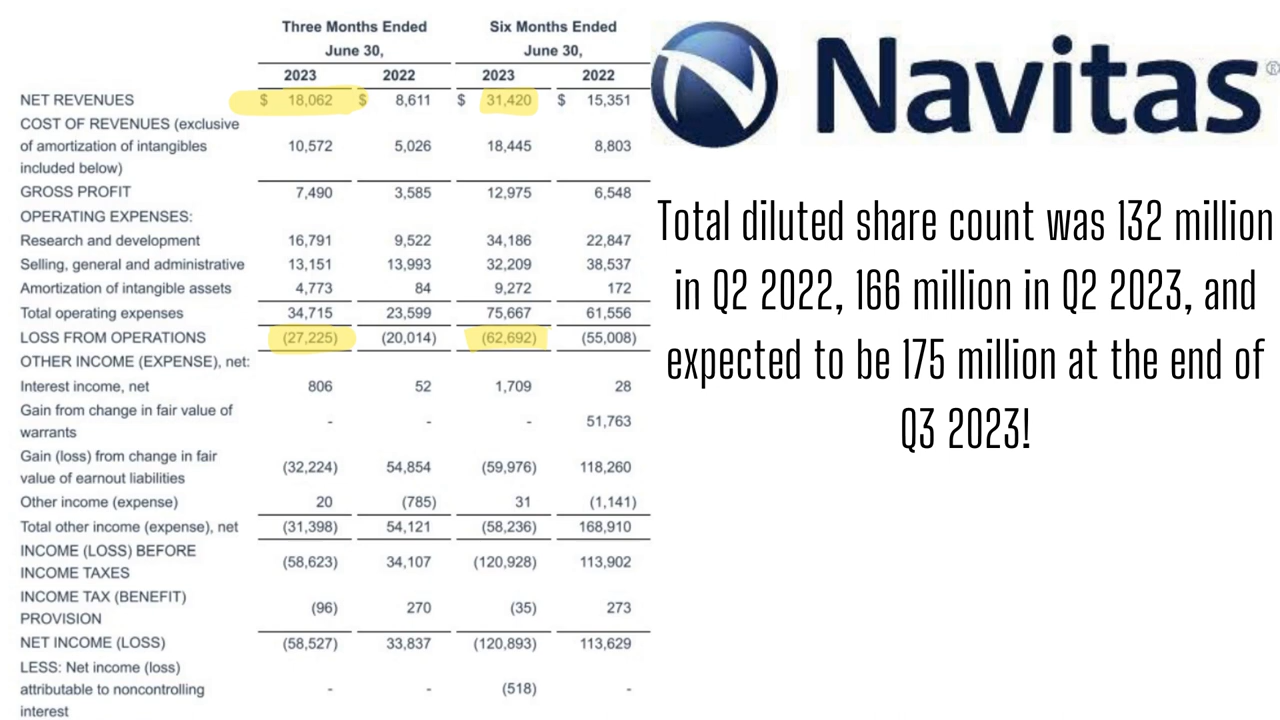 Three Months Ended Six Months Ended
June 30, June 30,
2023 2022 2023 2022
NET REVENUES $ 18,062 $ 8,611 $ 31,420 $ 15,351
COST OF REVENUES (exclusive
of amortization of intangibles 10,572 5,026 18,445 8,803
included below)
GROSS PROFIT 7,490 3,585 12,975 6,548
OPERATING EXPENSES:
Research and development 16,791 9,522 34,186 22,847
Selling, general and administrative 13,151 13,993 32,209 38,537
Amortization of intangible assets 4,773 84 9,272 172
Total operating expenses 34,715 23,599 75,667 61,556
LOSS FROM OPERATIONS (27,225) (20,014) (62,692) (55,008)
OTHER INCOME (EXPENSE), net:
Interest income, net 806 52 1,709 28
Gain from change in fair value of
warrants - - - 51,763
Gain (loss) from change in fair
value of earnout liabilities (32,224) 54,854 (59,976) 118,260
Other income (expense) 20 (785) 31 (1,141)
Total other income (expense), net (31,398) 54,121 (58,236) 168,910
INCOME (LOSS) BEFORE
INCOME TAXES (58,623) 34,107 (120,928) 113,902
INCOME TAX (BENEFIT)
PROVISION (96) 270 (35) 273
NET INCOME (LOSS) (58,527) 33,837 (120,893) 113,629
LESS: Net income (loss)
attributable to noncontrolling - - (518) -
interest
Navitas®
Total diluted share count was 132 million
in Q2 2022, 166 million in Q2 2023, and
expected to be 175 million at the end of
Q3 2023!